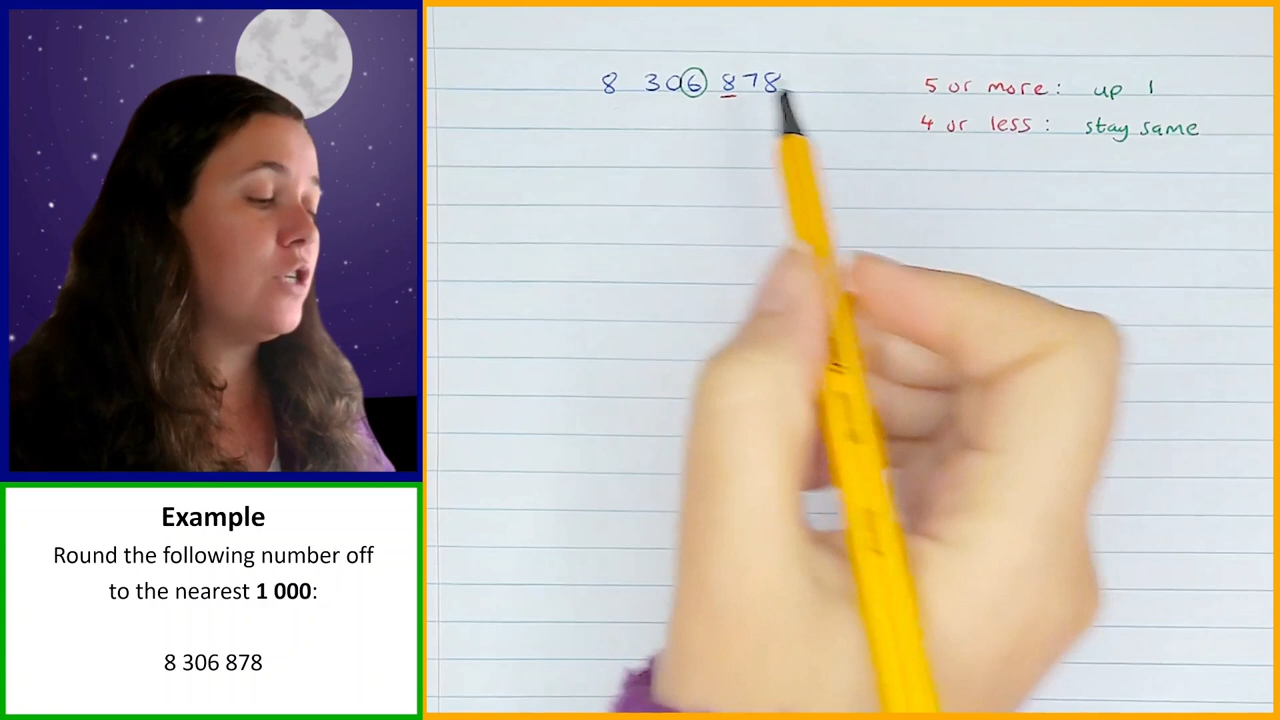 8 306 878
5 or more: up 1
4 or less: stay same
Example
Round the following number off
to the nearest 1 000:
8 306 878